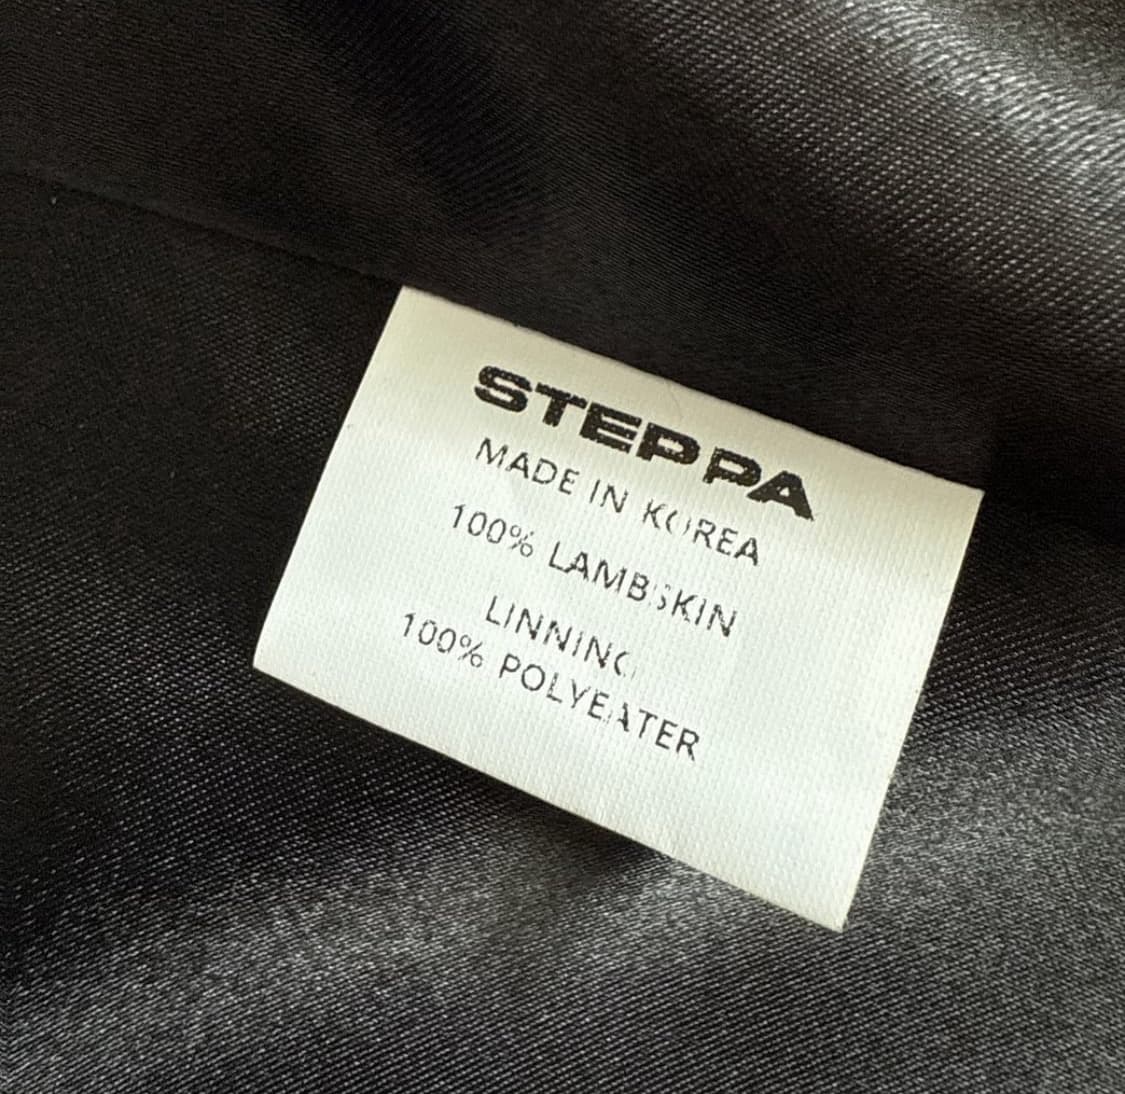 STEPPA
MADE IN KOREA
100% LAMBSKIN
LINNING
100% POLYEATER